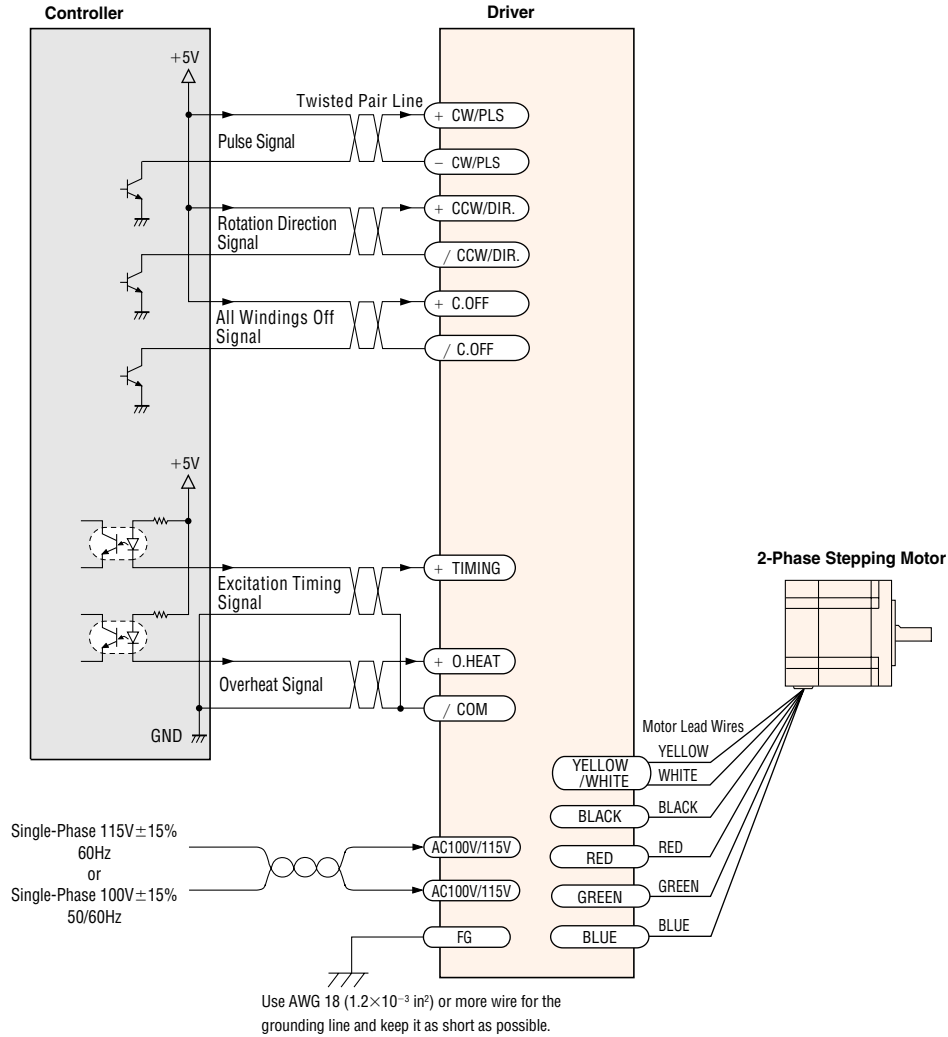 Controller
Driver
+5V
Twisted Pair Line
+ CW/PLS
Pulse Signal
− CW/PLS
+ CCW/DIR.
Rotation Direction
Signal
/ CCW/DIR.
+ C.OFF
All Windings Off
Signal
/ C.OFF
+5V
+ TIMING
Excitation Timing
Signal
+ O.HEAT
Overheat Signal
/ COM
GND
2-Phase Stepping Motor
Motor Lead Wires
YELLOW
/WHITE
YELLOW
WHITE
BLACK
BLACK
RED
RED
GREEN
GREEN
BLUE
BLUE
Single-Phase 115V±15%
60Hz
or
Single-Phase 100V±15%
50/60Hz
AC100V/115V
AC100V/115V
FG
Use AWG 18 (1.2×10⁻³ in²) or more wire for the
grounding line and keep it as short as possible.